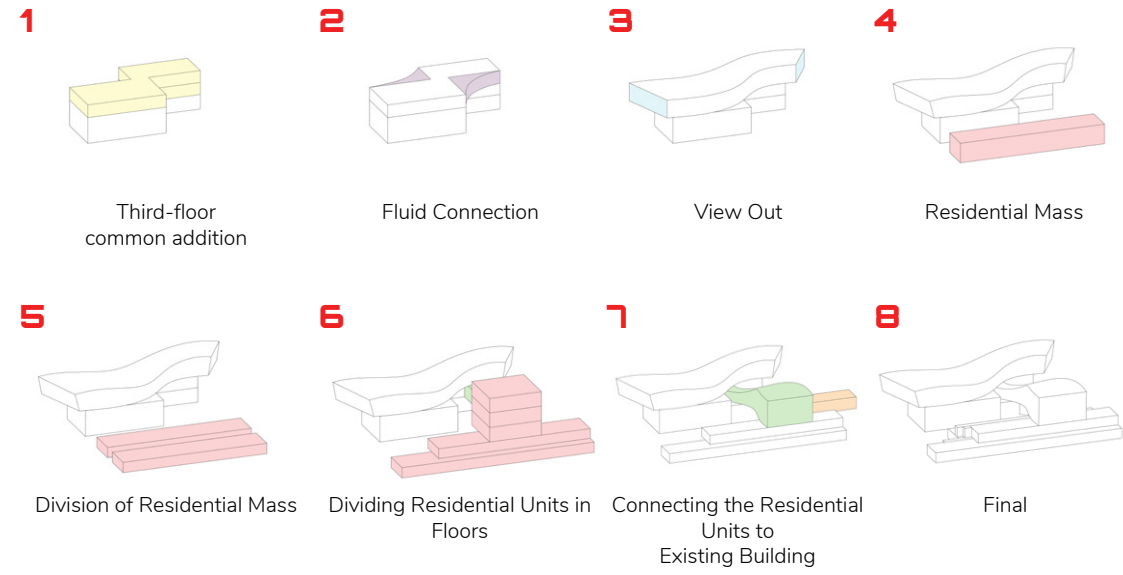 1
2
3
4
Third-floor
common addition
Fluid Connection
View Out
Residential Mass
5
6
7
8
Division of Residential Mass
Dividing Residential Units in
Floors
Connecting the Residential
Units to
Existing Building
Final